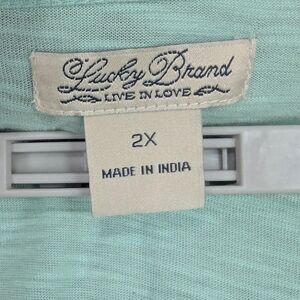 Lucky Brand
LIVE IN LOVE
2X
MADE IN INDIA